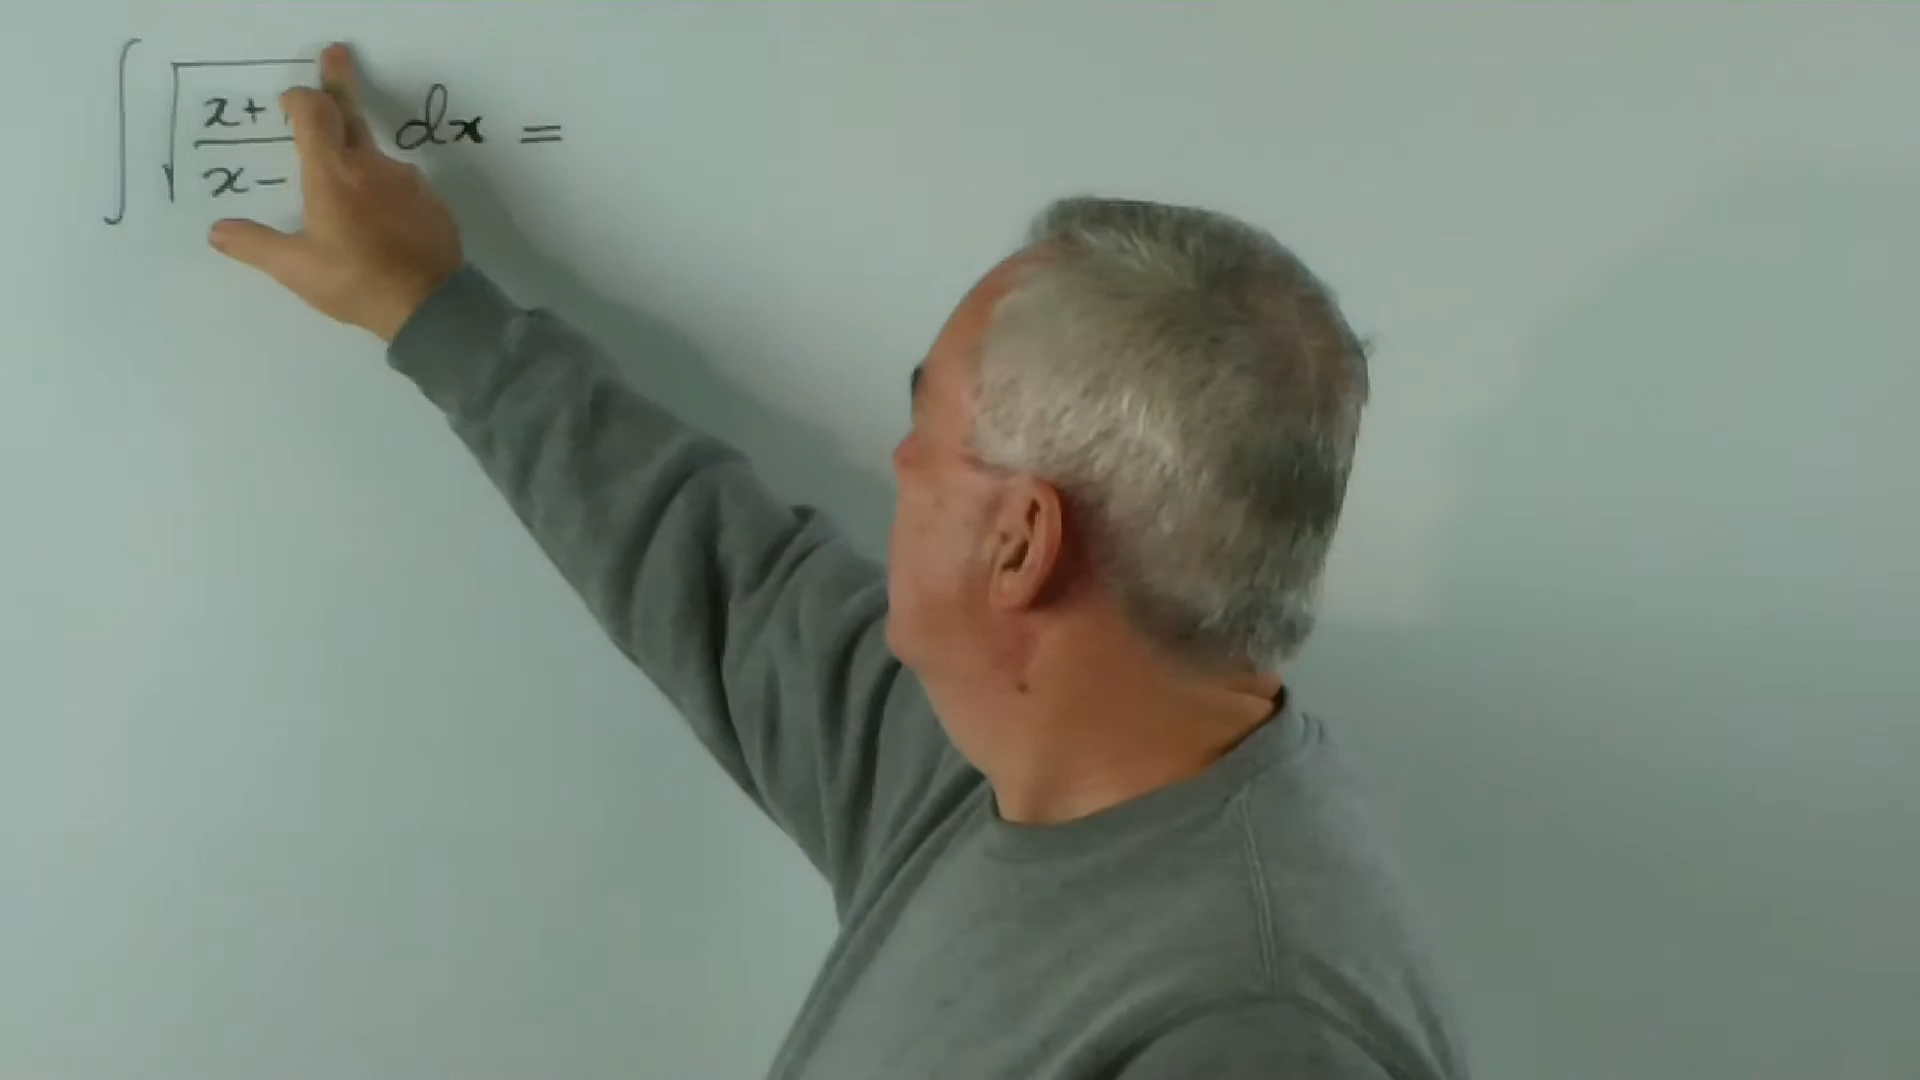 ∫ √(x+ / x− dx =